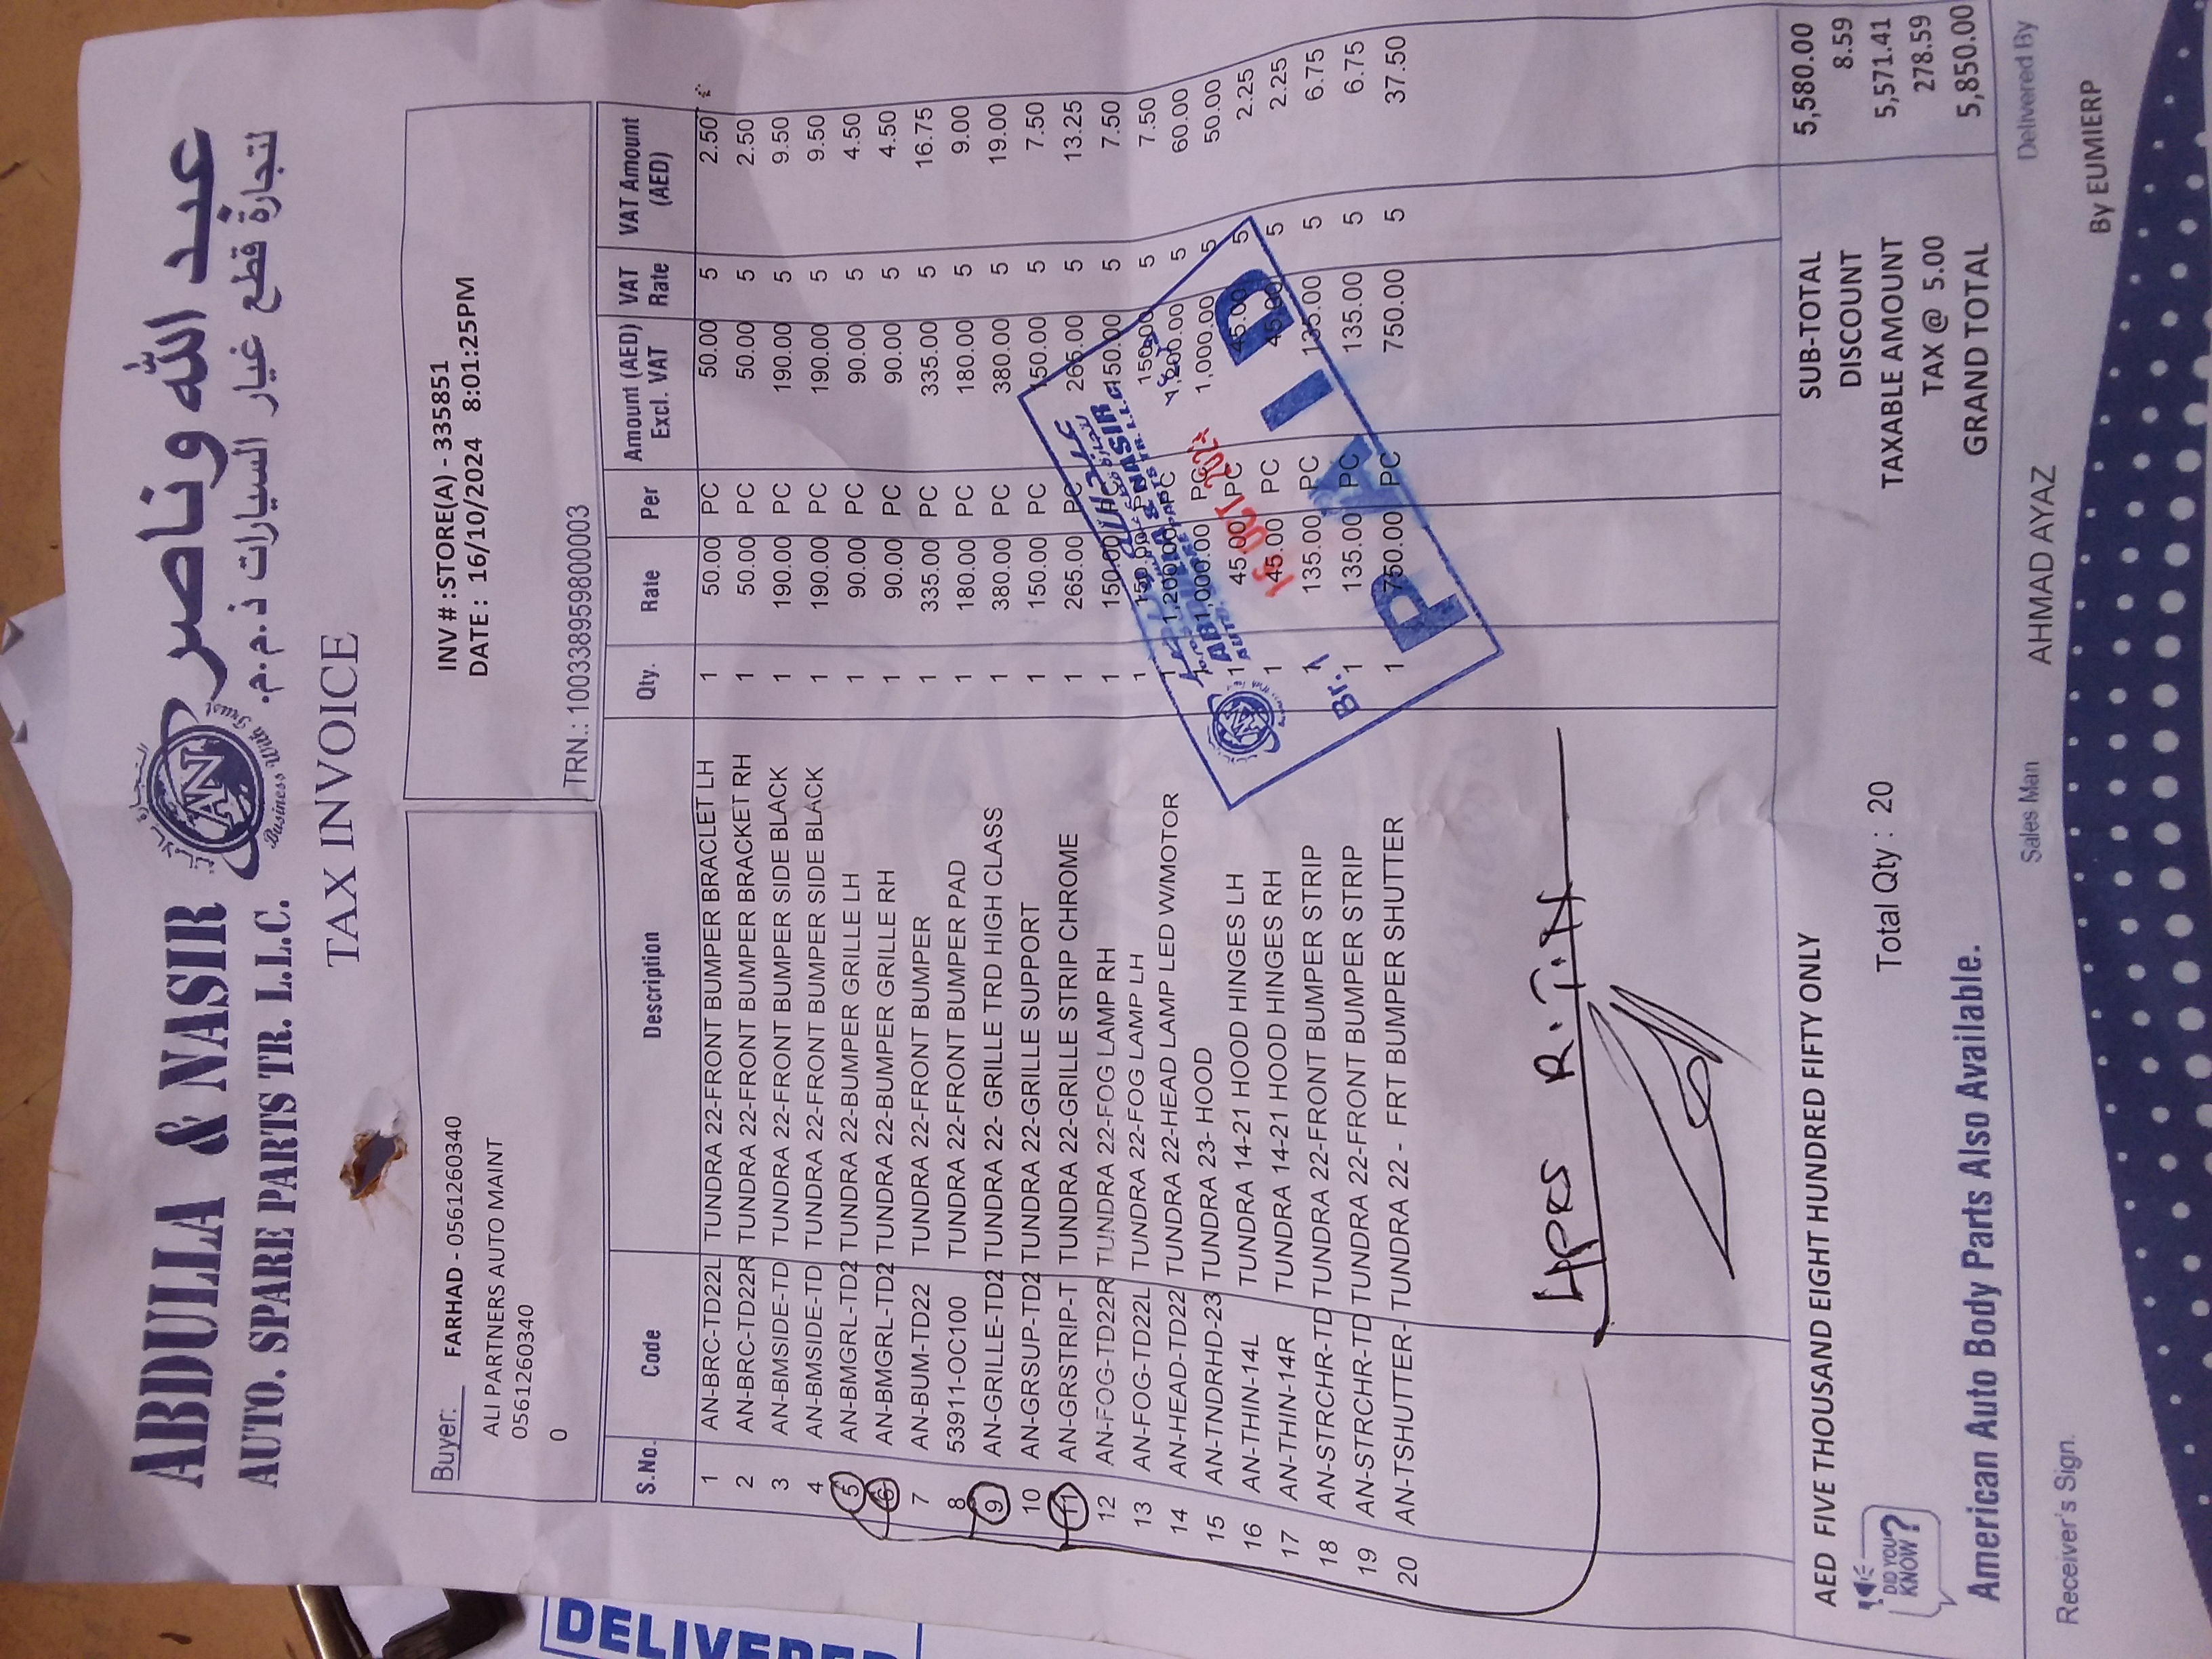 عبد الله وناصر
لتجارة قطع غيار السيارات ذ.م.م.
ABDULLA & NASIR
AUTO. SPARE PARTS TR. L.L.C.
AN
Business With Trust
TAX INVOICE
Buyer: FARHAD - 0561260340
ALI PARTNERS AUTO MAINT
0561260340
0
INV # :STORE(A) - 335851
DATE : 16/10/2024 8:01:25PM
TRN.: 100338959800003
S.No. Code Description Qty. Rate Per Amount (AED) Excl. VAT VAT Rate VAT Amount (AED)
1 AN-BRC-TD22L TUNDRA 22-FRONT BUMPER BRACLET LH 1 50.00 PC 50.00 5 2.50
2 AN-BRC-TD22R TUNDRA 22-FRONT BUMPER BRACKET RH 1 50.00 PC 50.00 5 2.50
3 AN-BMSIDE-TD TUNDRA 22-FRONT BUMPER SIDE BLACK 1 190.00 PC 190.00 5 9.50
4 AN-BMSIDE-TD TUNDRA 22-FRONT BUMPER SIDE BLACK 1 190.00 PC 190.00 5 9.50
5 AN-BMGRL-TD2 TUNDRA 22-BUMPER GRILLE LH 1 90.00 PC 90.00 5 4.50
6 AN-BMGRL-TD2 TUNDRA 22-BUMPER GRILLE RH 1 90.00 PC 90.00 5 4.50
7 AN-BUM-TD22 TUNDRA 22-FRONT BUMPER 1 335.00 PC 335.00 5 16.75
8 53911-OC100 TUNDRA 22-FRONT BUMPER PAD 1 180.00 PC 180.00 5 9.00
9 AN-GRILLE-TD2 TUNDRA 22- GRILLE TRD HIGH CLASS 1 380.00 PC 380.00 5 19.00
10 AN-GRSUP-TD2 TUNDRA 22-GRILLE SUPPORT 1 150.00 PC 150.00 5 7.50
11 AN-GRSTRIP-T TUNDRA 22-GRILLE STRIP CHROME 1 265.00 PC 265.00 5 13.25
12 AN-FOG-TD22R TUNDRA 22-FOG LAMP RH 1 150.00 PC 150.00 5 7.50
13 AN-FOG-TD22L TUNDRA 22-FOG LAMP LH 1 150.00 PC 150.00 5 7.50
14 AN-HEAD-TD22 TUNDRA 22-HEAD LAMP LED W/MOTOR 1 1,200.00 PC 1,200.00 5 60.00
15 AN-TNDRHD-23 TUNDRA 23- HOOD 1 1,000.00 PC 1,000.00 5 50.00
16 AN-THIN-14L TUNDRA 14-21 HOOD HINGES LH 1 45.00 PC 45.00 5 2.25
17 AN-THIN-14R TUNDRA 14-21 HOOD HINGES RH 1 45.00 PC 45.00 5 2.25
18 AN-STRCHR-TD TUNDRA 22-FRONT BUMPER STRIP 1 135.00 PC 135.00 5 6.75
19 AN-STRCHR-TD TUNDRA 22-FRONT BUMPER STRIP 1 135.00 PC 135.00 5 6.75
20 AN-TSHUTTER- TUNDRA 22 - FRT BUMPER SHUTTER 1 750.00 PC 750.00 5 37.50
ABDULLA & NASIR
AUTO. SPARE PARTS TR. L.L.C
16 OCT
Br. 1
PAID
4PRS R.T.N
AED FIVE THOUSAND EIGHT HUNDRED FIFTY ONLY
Total Qty : 20
SUB-TOTAL 5,580.00
DISCOUNT 8.59
TAXABLE AMOUNT 5,571.41
TAX @ 5.00 278.59
GRAND TOTAL 5,850.00
DID YOU KNOW?
American Auto Body Parts Also Available.
Receiver's Sign. Sales Man AHMAD AYAZ Delivered By
By EUMIERP
DELIVERED